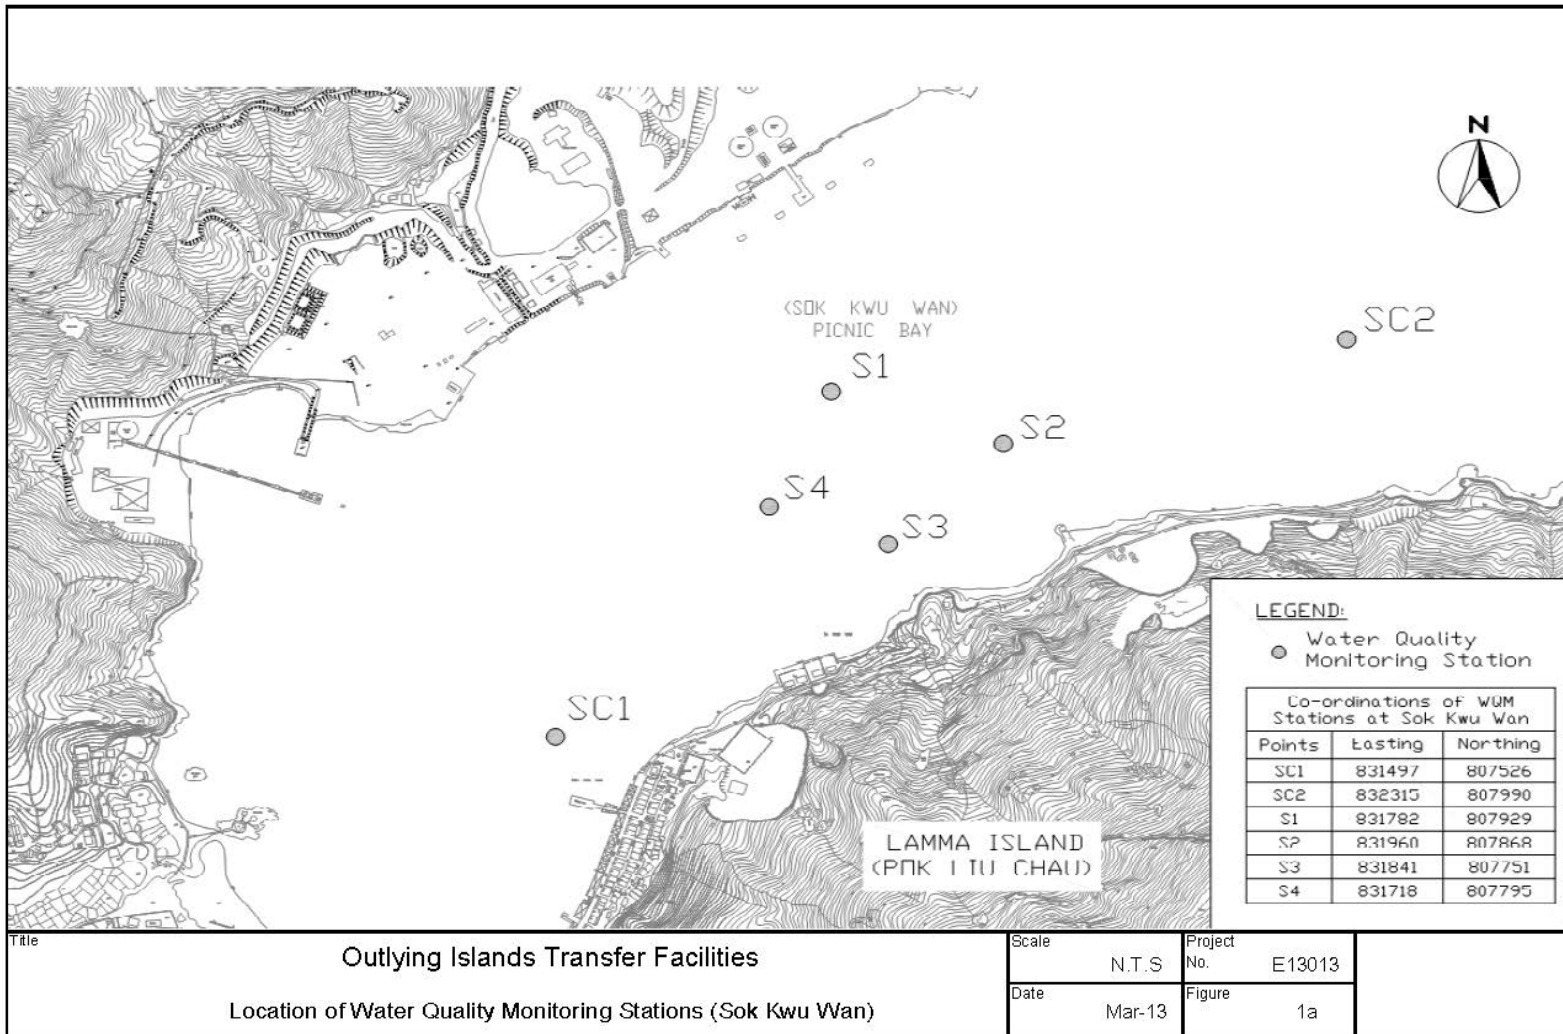 N
(SOK KWU WAN)
PICNIC BAY
SC2
S1
S2
S4
S3
SC1
LEGEND:
Water Quality
Monitoring Station
Co-ordinations of WQM
Stations at Sok Kwu Wan
Points Easting Northing
SC1 831497 807526
SC2 832315 807990
S1 831782 807929
S2 831960 807868
S3 831841 807751
S4 831718 807795
LAMMA ISLAND
(POK LIU CHAU)
Title
Outlying Islands Transfer Facilities
Location of Water Quality Monitoring Stations (Sok Kwu Wan)
Scale
N.T.S
Project
No. E13013
Date
Mar-13
Figure
1a